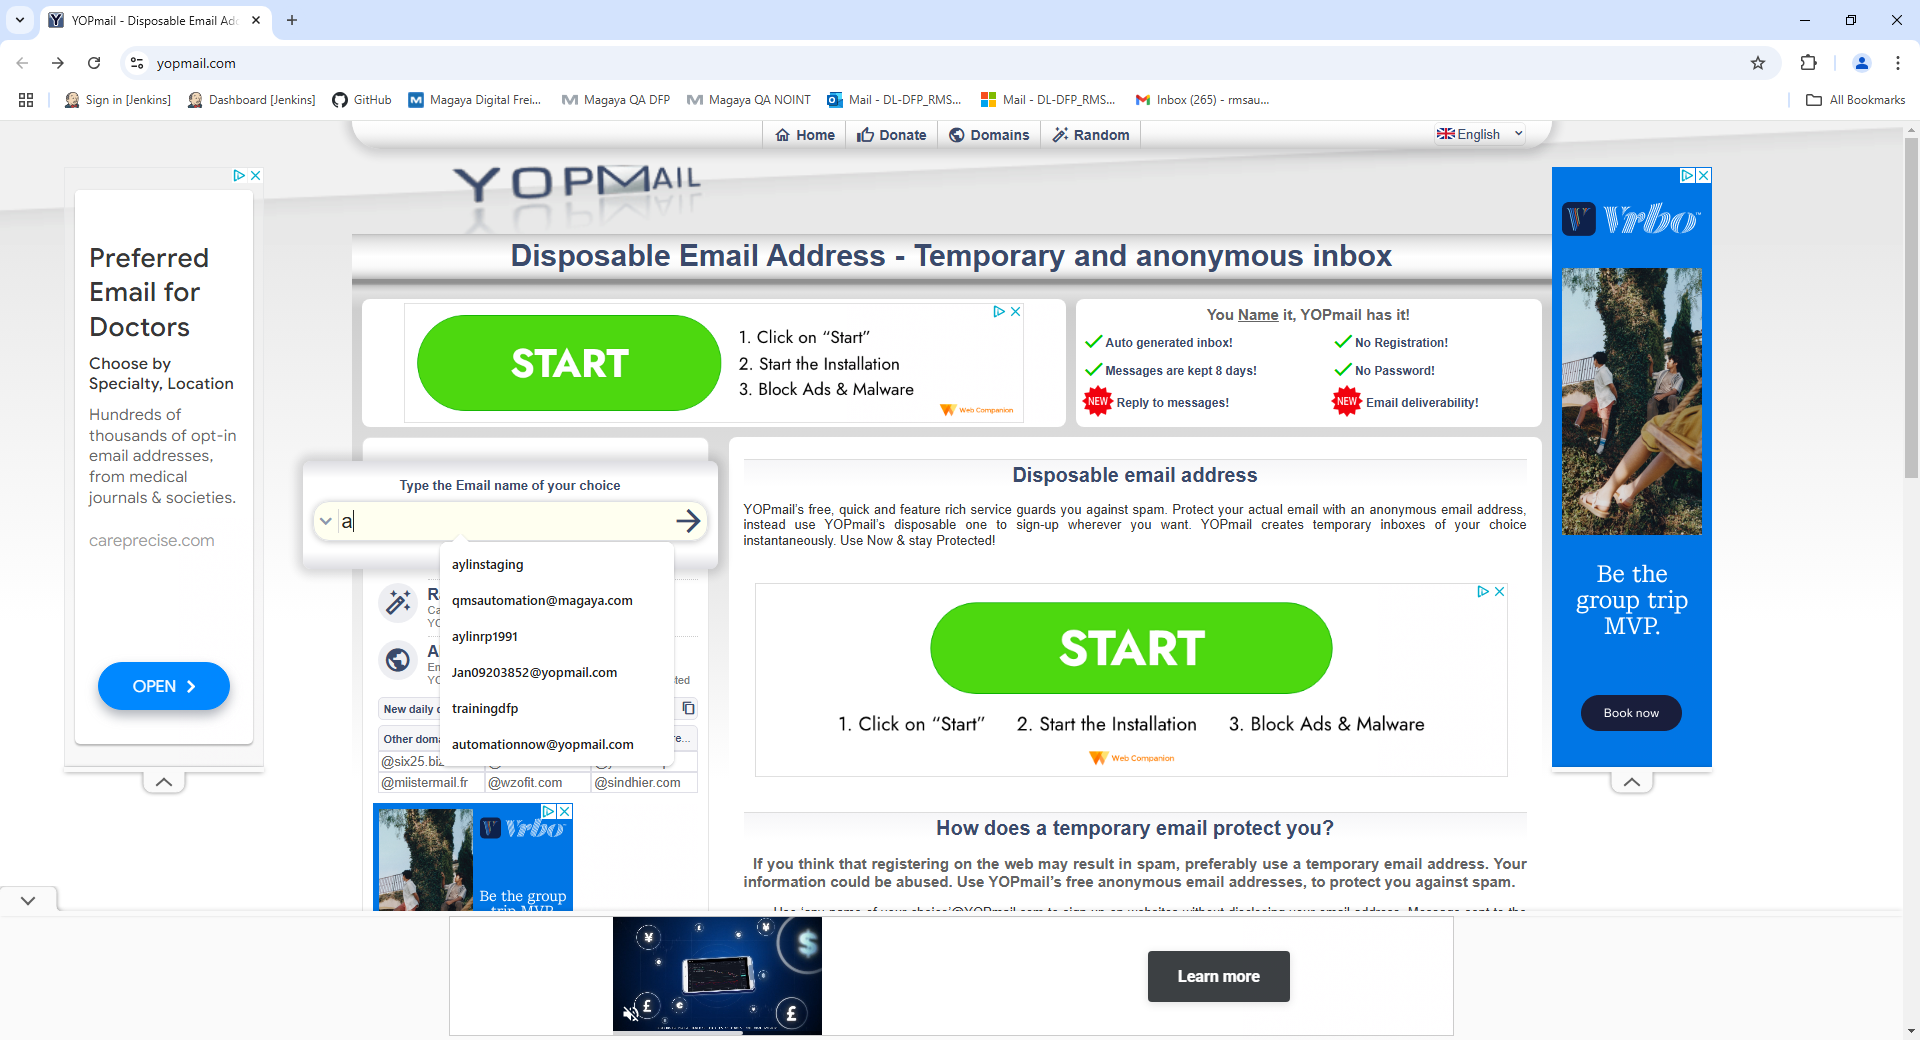 YOPmail - Disposable Email Add
yopmail.com
Sign in [Jenkins]
Dashboard [Jenkins]
GitHub
Magaya Digital Frei...
Magaya QA DFP
Magaya QA NOINT
Mail - DL-DFP_RMS...
Mail - DL-DFP_RMS...
Inbox (265) - rmsau...
All Bookmarks
Home
Donate
Domains
Random
English
YOPMAIL
Disposable Email Address - Temporary and anonymous inbox
Preferred
Email for
Doctors
Choose by
Specialty, Location
Hundreds of
thousands of opt-in
email addresses,
from medical
journals & societies.
careprecise.com
OPEN
START
1. Click on “Start”
2. Start the Installation
3. Block Ads & Malware
Web Companion
You Name it, YOPmail has it!
Auto generated inbox!
No Registration!
Messages are kept 8 days!
No Password!
NEW Reply to messages!
NEW Email deliverability!
Type the Email name of your choice
a
aylinstaging
qmsautomation@magaya.com
aylinrp1991
Jan09203852@yopmail.com
trainingdfp
automationnow@yopmail.com
New daily
Other doma
@six25.biz
@miistermail.fr
@wzofit.com
@sindhier.com
Vrbo
Be the group
trip MVP.
Disposable email address
YOPmail's free, quick and feature rich service guards you against spam. Protect your actual email with an anonymous email address,
instead use YOPmail's disposable one to sign-up wherever you want. YOPmail creates temporary inboxes of your choice
instantaneously. Use Now & stay Protected!
START
1. Click on “Start”
2. Start the Installation
3. Block Ads & Malware
Web Companion
How does a temporary email protect you?
If you think that registering on the web may result in spam, preferably use a temporary email address. Your
information could be abused. Use YOPmail's free anonymous email addresses, to protect you against spam.
Vrbo™
Be the
group trip
MVP.
Book now
Learn more